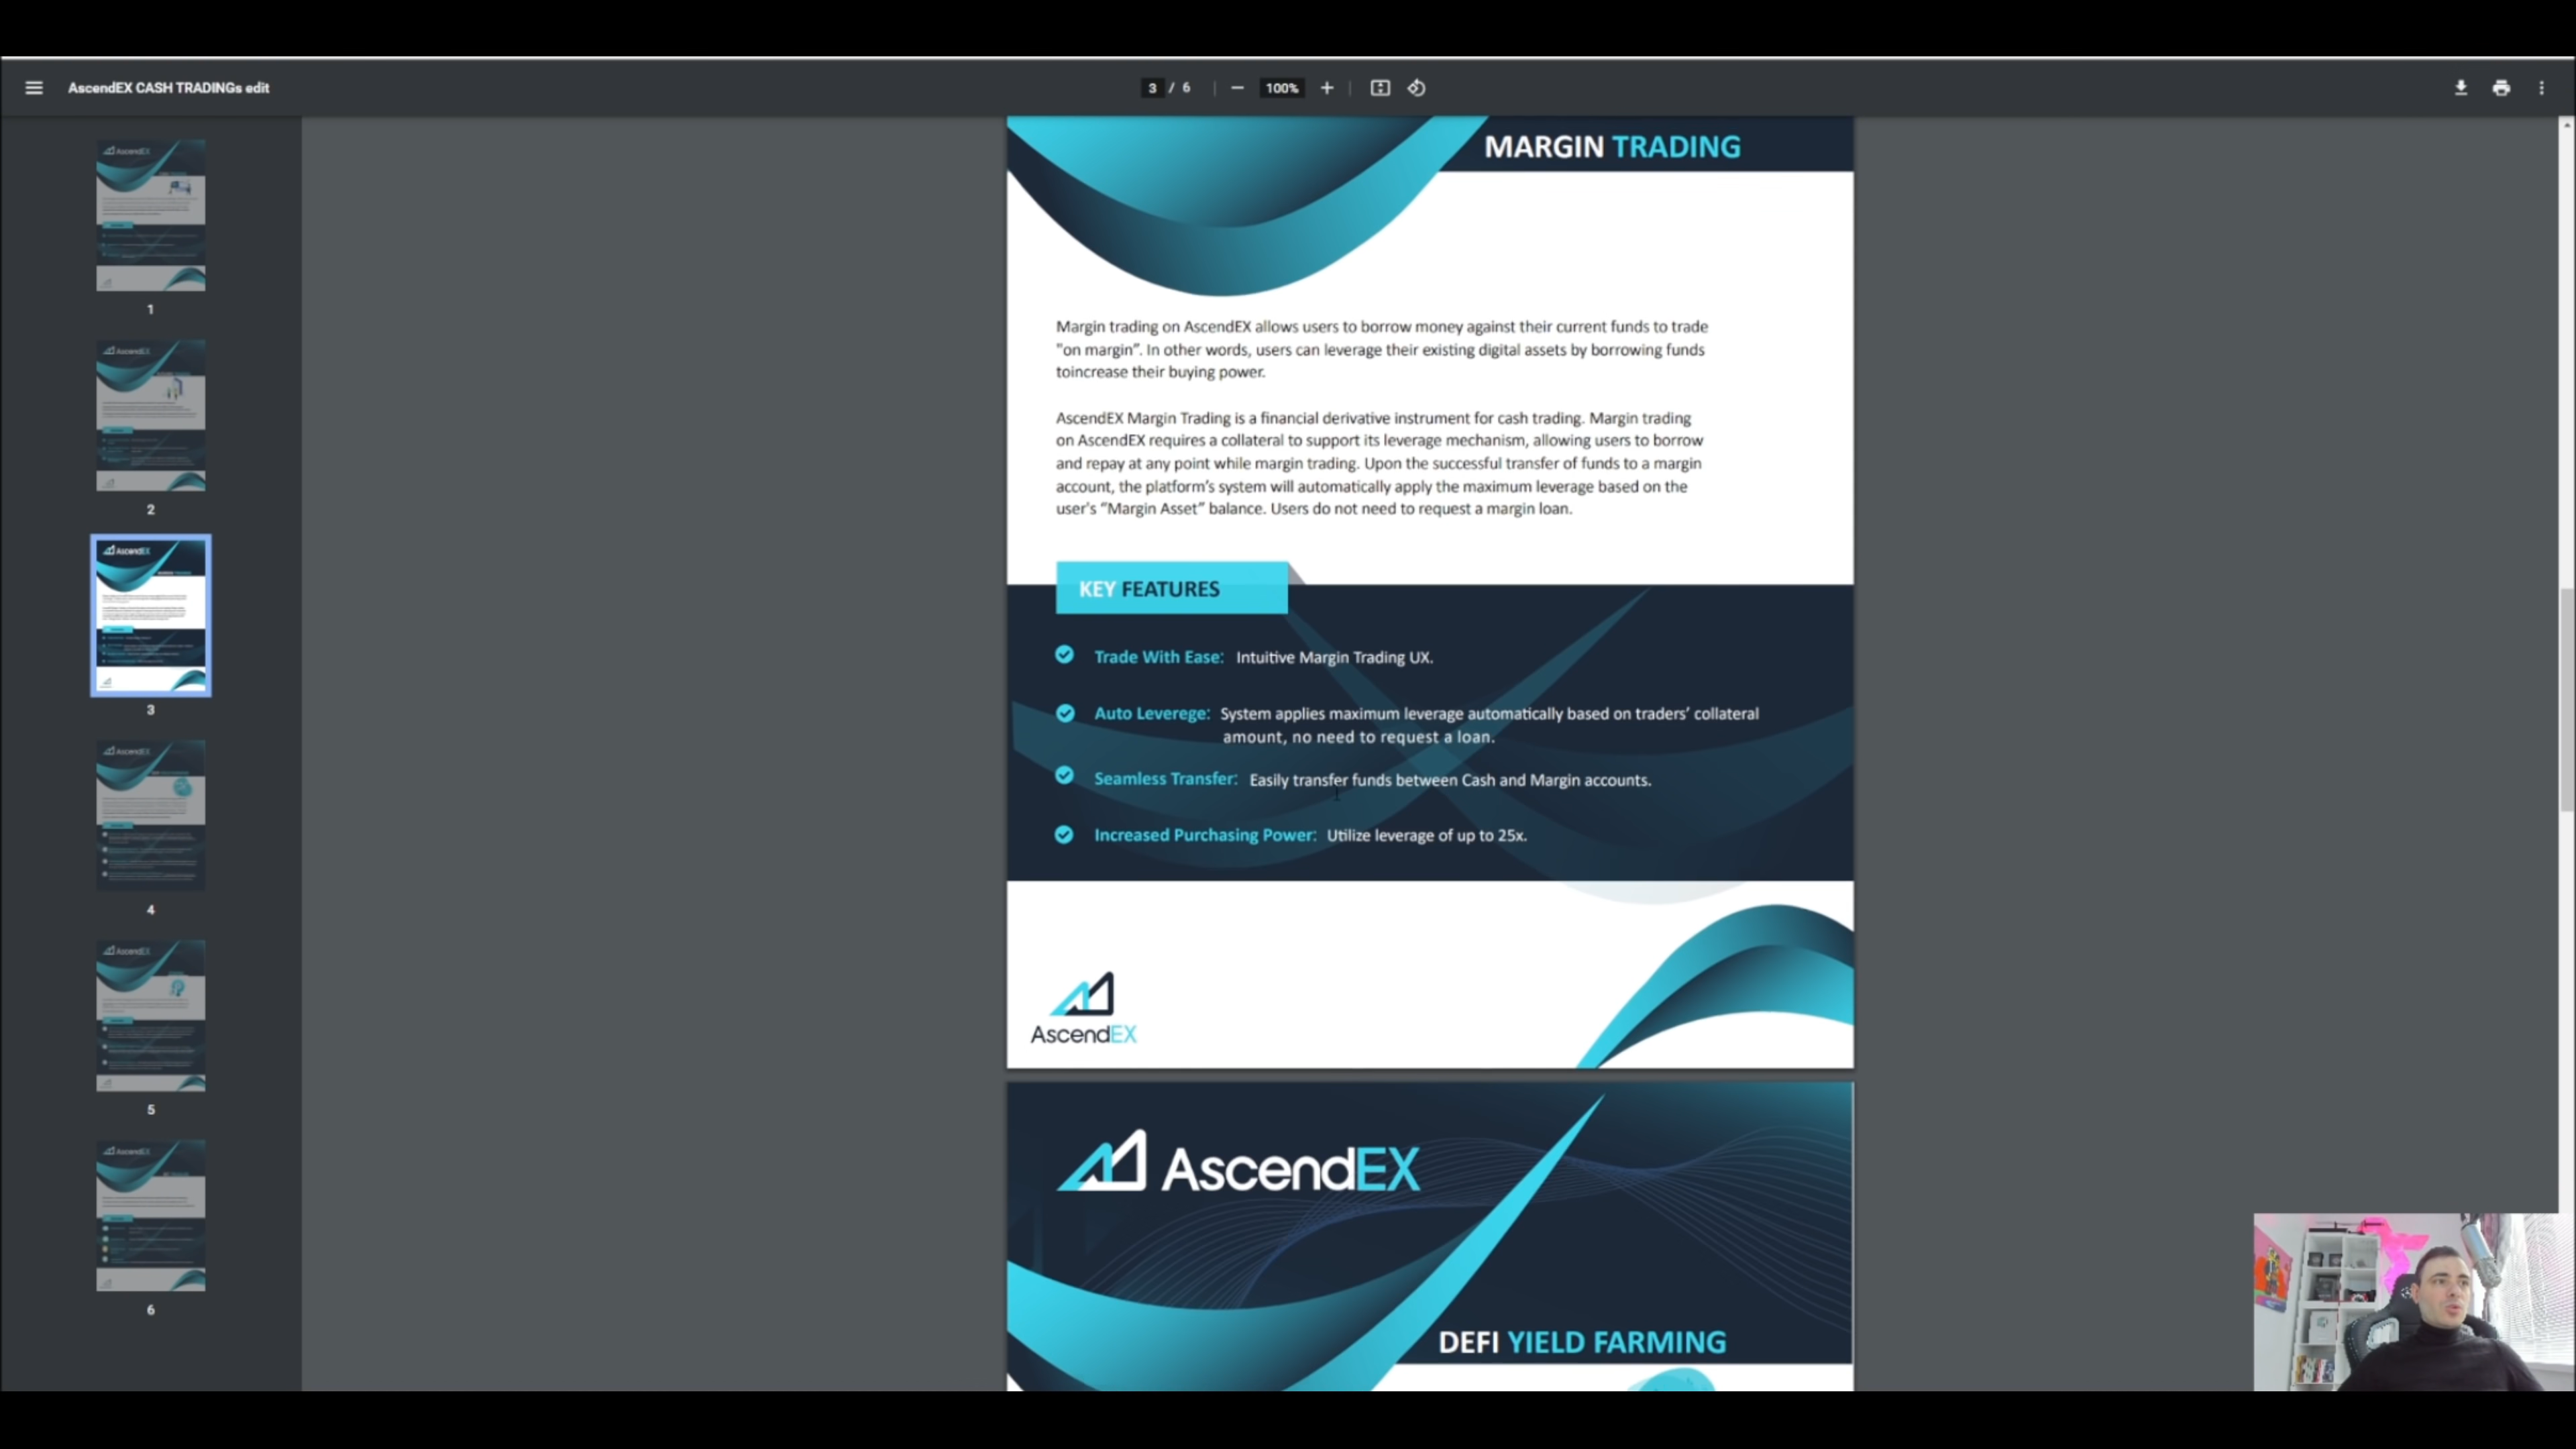 AscendEX CASH TRADINGs edit
3 / 6
100%
1
2
3
4
5
6
MARGIN TRADING
Margin trading on AscendEX allows users to borrow money against their current funds to trade
"on margin”. In other words, users can leverage their existing digital assets by borrowing funds
toincrease their buying power.
AscendEX Margin Trading is a financial derivative instrument for cash trading. Margin trading
on AscendEX requires a collateral to support its leverage mechanism, allowing users to borrow
and repay at any point while margin trading. Upon the successful transfer of funds to a margin
account, the platform’s system will automatically apply the maximum leverage based on the
user's “Margin Asset” balance. Users do not need to request a margin loan.
KEY FEATURES
Trade With Ease: Intuitive Margin Trading UX.
Auto Leverege: System applies maximum leverage automatically based on traders’ collateral
amount, no need to request a loan.
Seamless Transfer: Easily transfer funds between Cash and Margin accounts.
Increased Purchasing Power: Utilize leverage of up to 25x.
AscendEX
AscendEX
DEFI YIELD FARMING